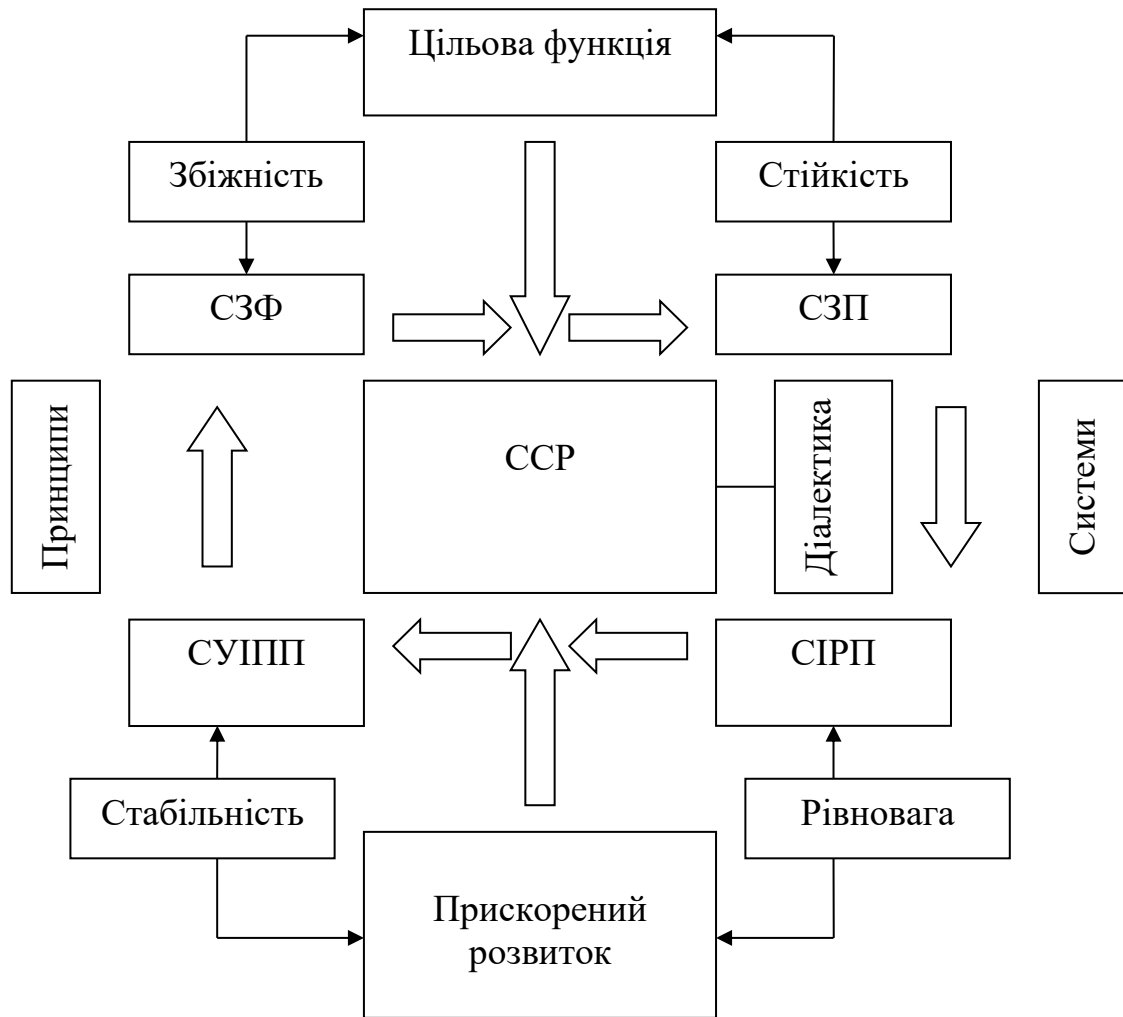 Цільова функція
Збіжність
Стійкість
СЗФ
СЗП
Принципи
ССР
Діалектика
Системи
СУІПП
СІРП
Стабільність
Рівновага
Прискорений
розвиток